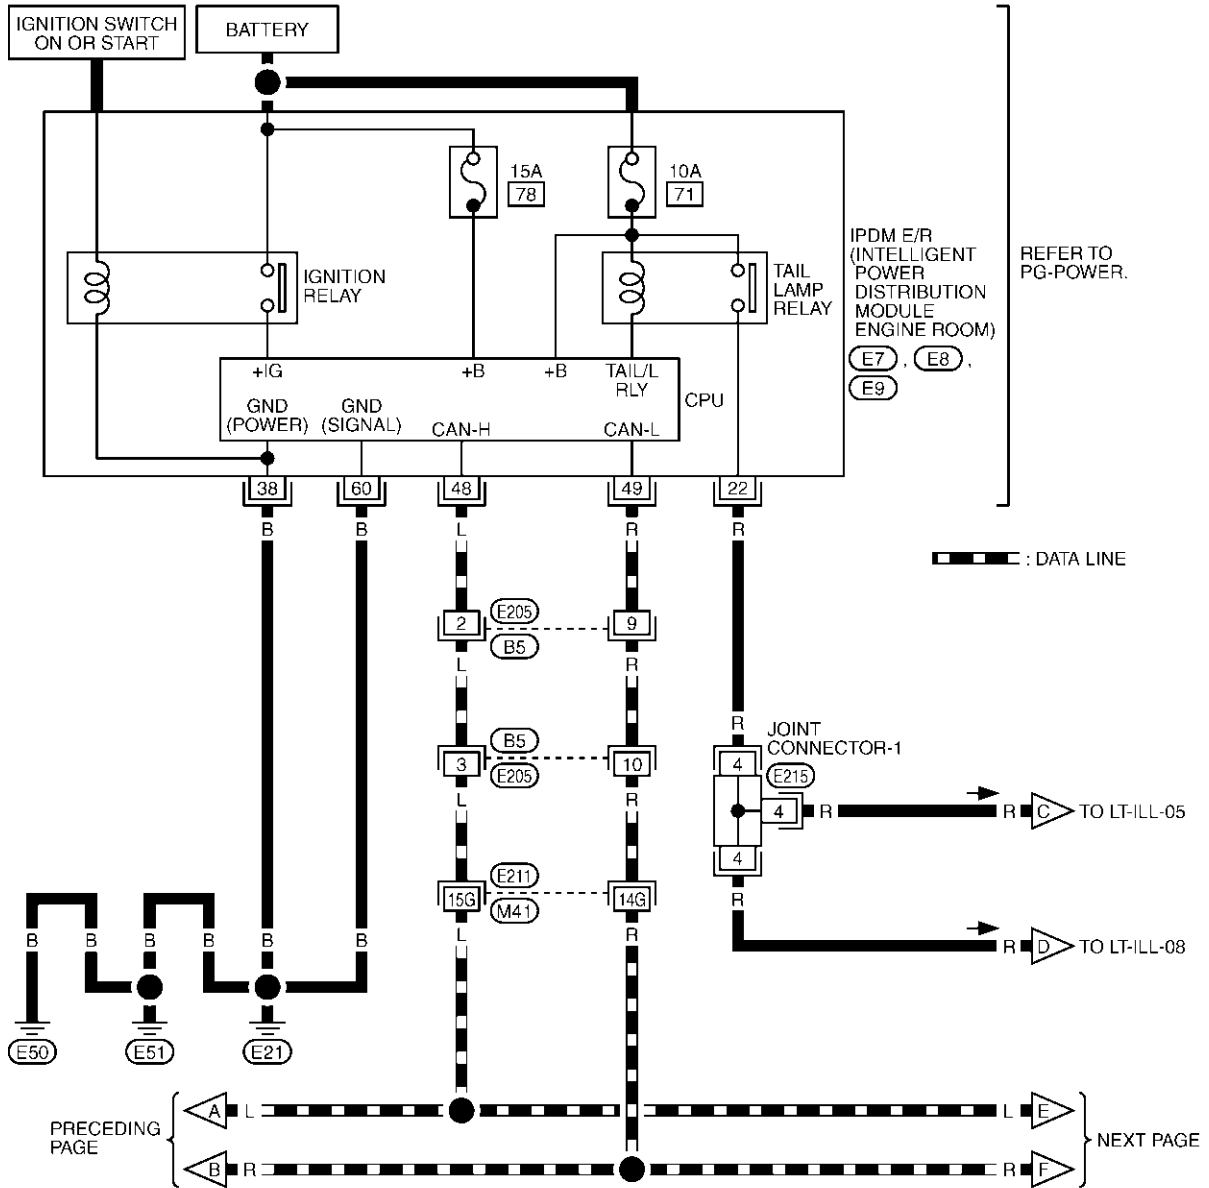 IGNITION SWITCH
ON OR START
BATTERY
15A
78
10A
71
IGNITION
RELAY
TAIL
LAMP
RELAY
IPDM E/R
(INTELLIGENT
POWER
DISTRIBUTION
MODULE
ENGINE ROOM)
E7 , E8 ,
E9
REFER TO
PG-POWER.
+IG
+B
+B
TAIL/L
RLY
CPU
GND
(POWER)
GND
(SIGNAL)
CAN-H
CAN-L
38
60
48
49
22
B
B
L
R
R
: DATA LINE
2
E205
B5
9
L
R
R
JOINT
CONNECTOR-1
3
B5
E205
10
4
E215
L
R
4
R
R
C
TO LT-ILL-05
4
15G
E211
M41
14G
R
B
B
B
B
B
B
L
R
R
D
TO LT-ILL-08
E50
E51
E21
PRECEDING
PAGE
A
L
L
E
B
R
R
F
NEXT PAGE